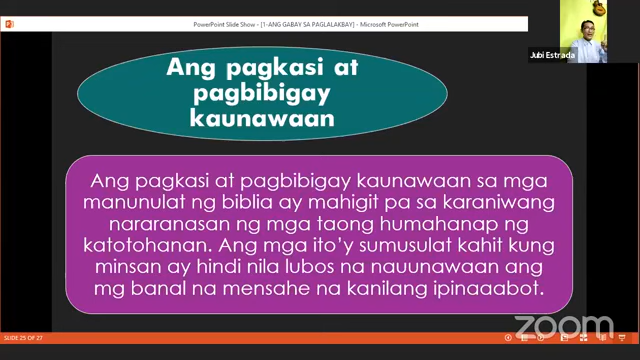 PowerPoint Slide Show - [1-ANG GABAY SA PAGLALAKBAY] - Microsoft PowerPoint
Jubi Estrada
Ang pagkasi at
pagbibigay
kaunawaan
Ang pagkasi at pagbibigay kaunawaan sa mga
manunulat ng biblia ay mahigit pa sa karaniwang
nararanasan ng mga taong humahanap ng
katotohanan. Ang mga ito'y sumusulat kahit kung
minsan ay hindi nila lubos na nauunawaan ang
mg banal na mensahe na kanilang ipinaaabot.
SLIDE 25 OF 27
zoom